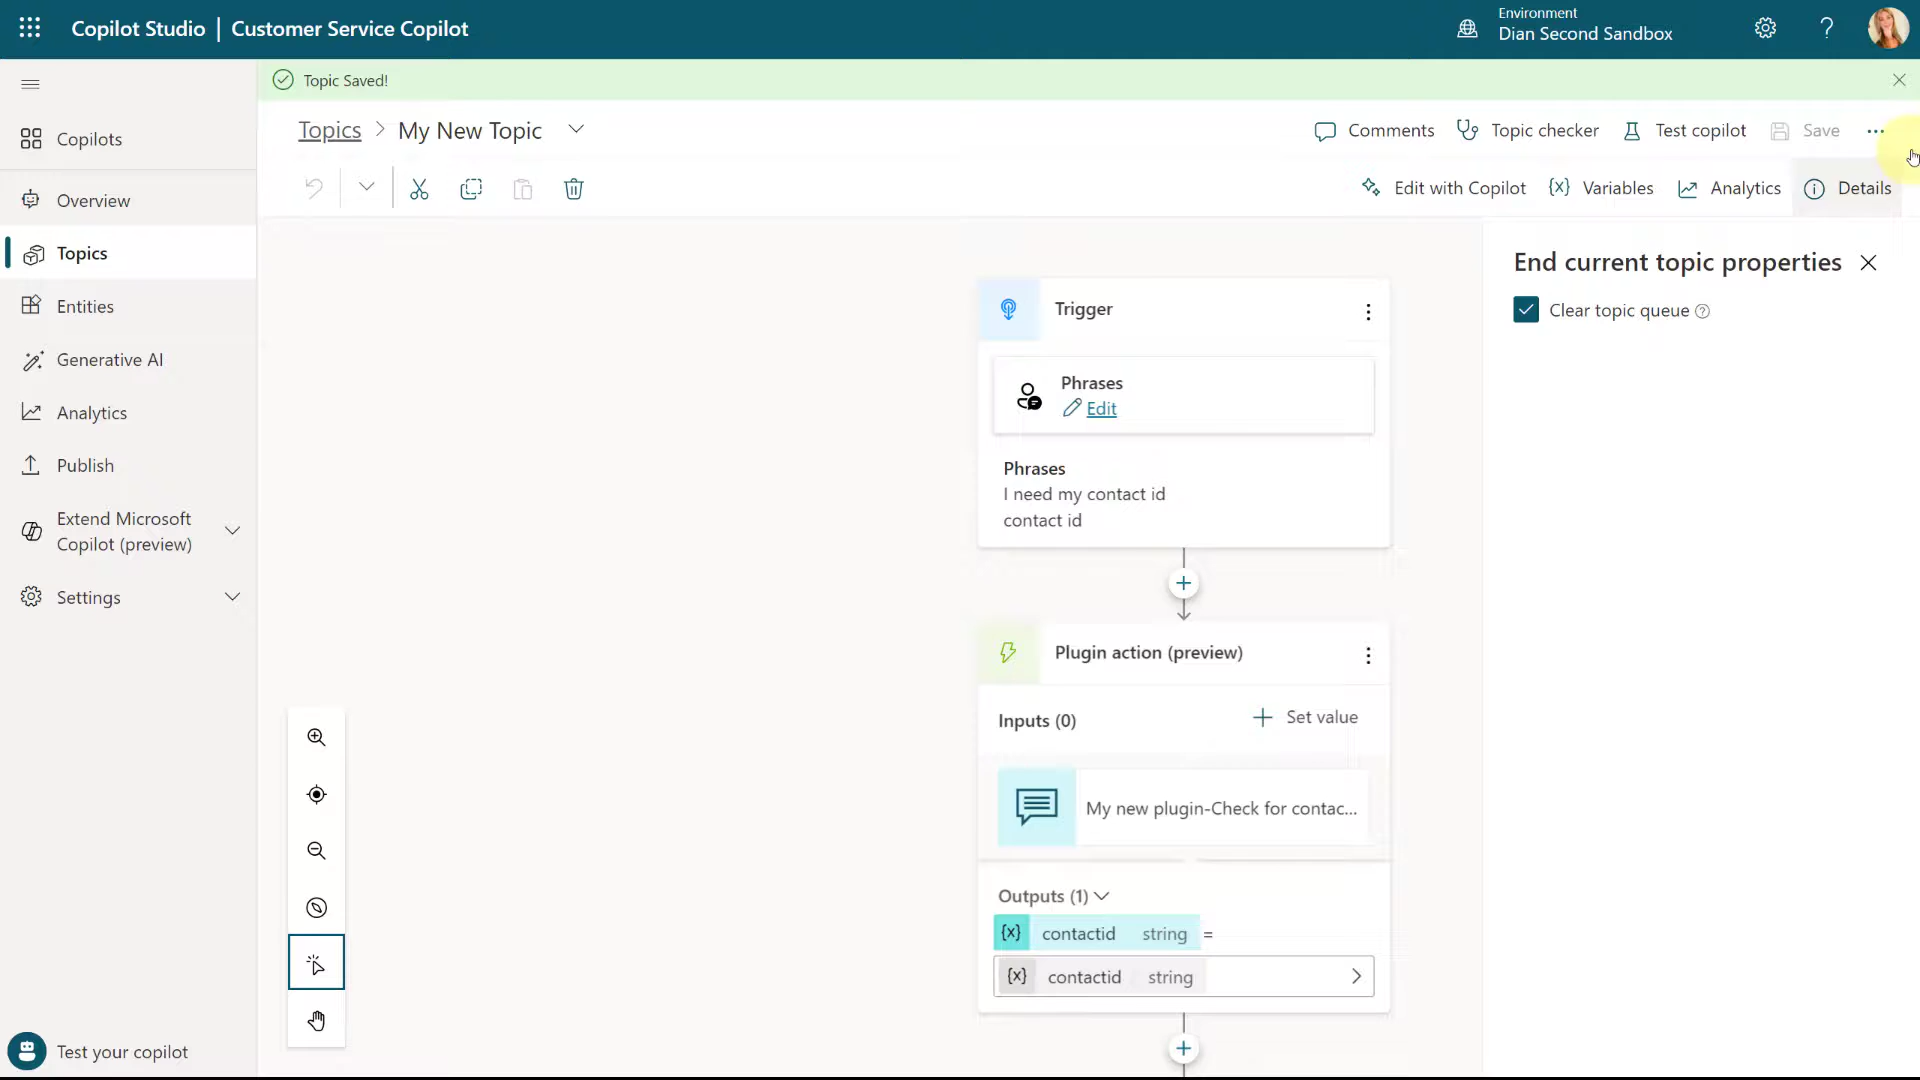 Copilot Studio | Customer Service Copilot
Environment
Dian Second Sandbox
?
Topic Saved!
Topics > My New Topic
Comments
Topic checker
Test copilot
Save
Edit with Copilot
{x} Variables
Analytics
Details
Copilots
Overview
Topics
Entities
Generative AI
Analytics
Publish
Extend Microsoft
Copilot (preview)
Settings
Test your copilot
Trigger
Phrases
Edit
Phrases
I need my contact id
contact id
Plugin action (preview)
Inputs (0)
Set value
My new plugin-Check for contac...
Outputs (1)
{x} contactid string =
{x} contactid string
End current topic properties
Clear topic queue